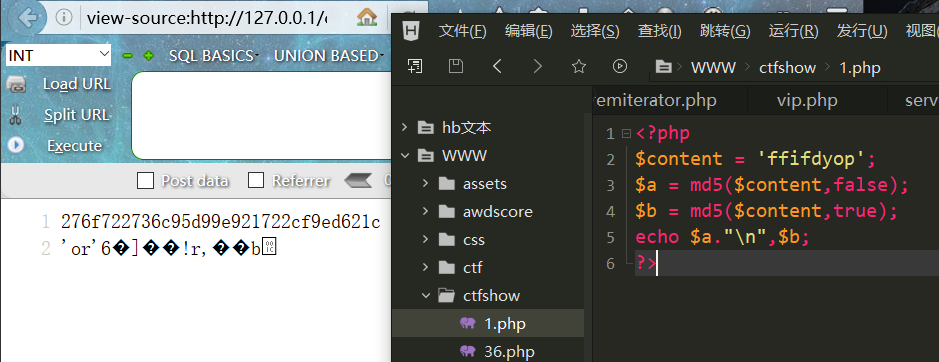 view-source:http://127.0.0.1/
INT
SQL BASICS
UNION BASED
Load URL
Split URL
Execute
Post data
Referrer
1 276f722736c95d99e921722cf9ed621c
2 'or'6�]��!r,��b
H
文件(F) 编辑(E) 选择(S) 查找(I) 跳转(G) 运行(R) 发行(U) 视图
WWW
ctfshow
1.php
remiterator.php
vip.php
serv
hb文本
WWW
assets
awdscore
css
ctf
ctfshow
1.php
36.php
1 <?php
2 $content = 'ffifdyop';
3 $a = md5($content,false);
4 $b = md5($content,true);
5 echo $a."\n",$b;
6 ?>